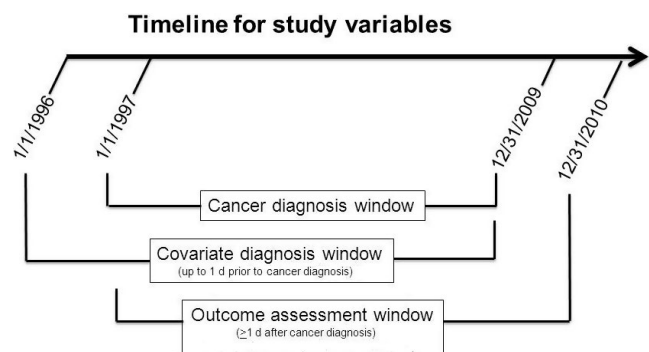 Timeline for study variables
1/1/1996
1/1/1997
12/31/2009
12/31/2010
Cancer diagnosis window
Covariate diagnosis window
(up to 1 d prior to cancer diagnosis)
Outcome assessment window
(≥1 d after cancer diagnosis)